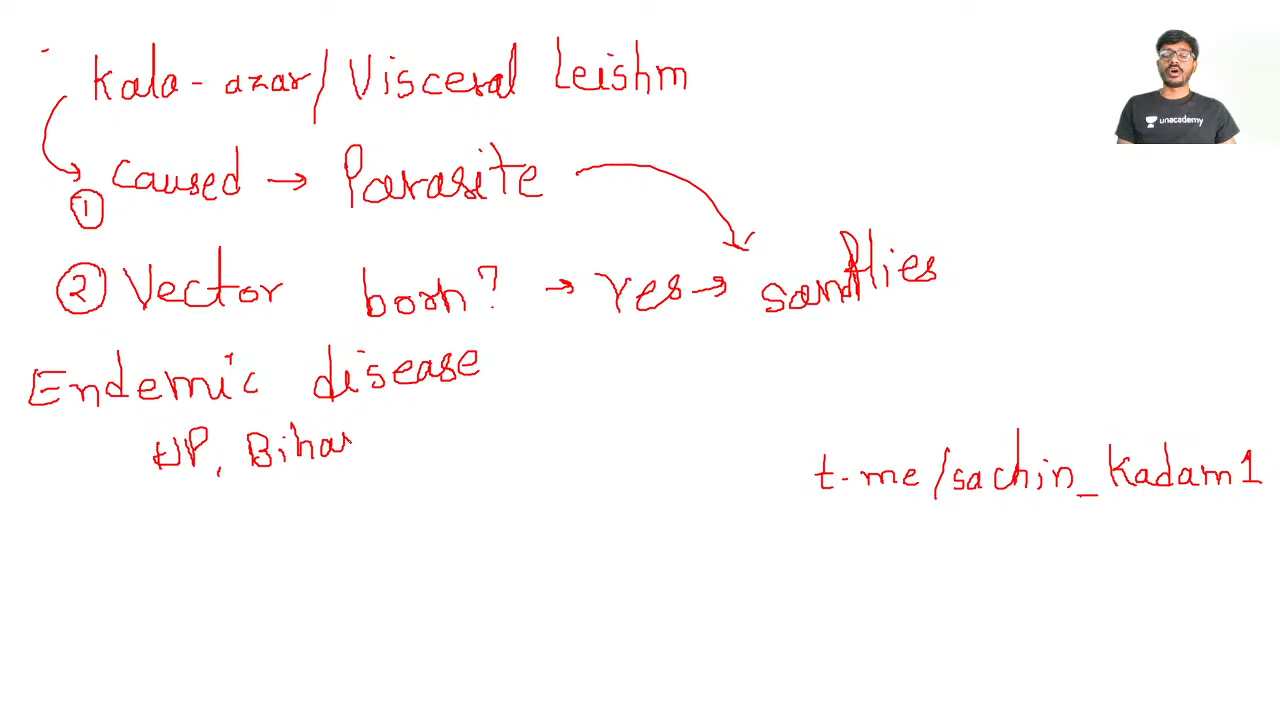 Kala-azar/Visceral Leishm
unacademy
① caused → Parasite
② Vector born? → Yes → sandflies
Endemic disease
UP, Bihar
t.me/sachin_Kadam1